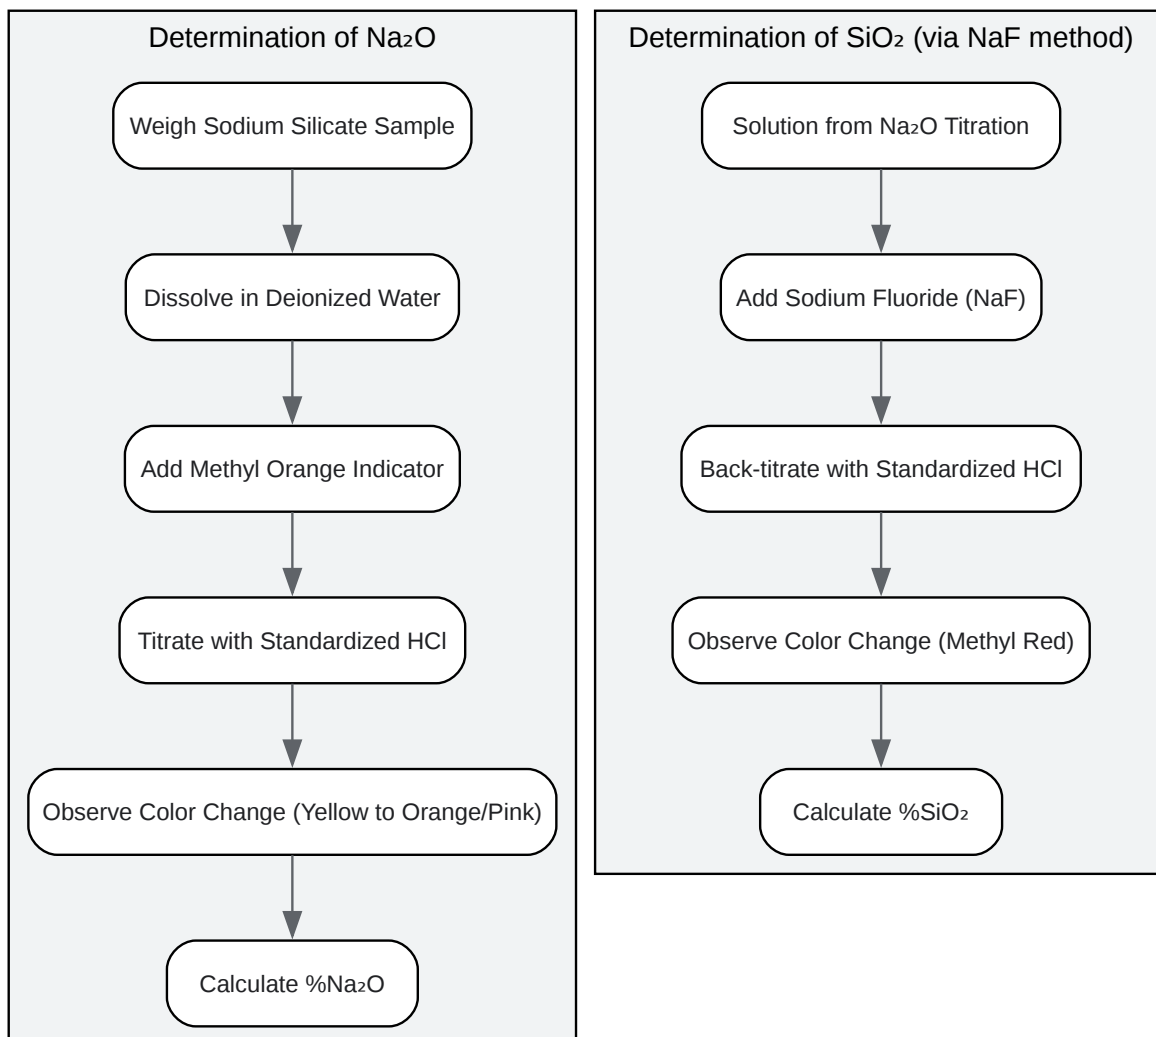 Determination of Na₂O
Weigh Sodium Silicate Sample
Dissolve in Deionized Water
Add Methyl Orange Indicator
Titrate with Standardized HCl
Observe Color Change (Yellow to Orange/Pink)
Calculate %Na₂O
Determination of SiO₂ (via NaF method)
Solution from Na₂O Titration
Add Sodium Fluoride (NaF)
Back-titrate with Standardized HCl
Observe Color Change (Methyl Red)
Calculate %SiO₂